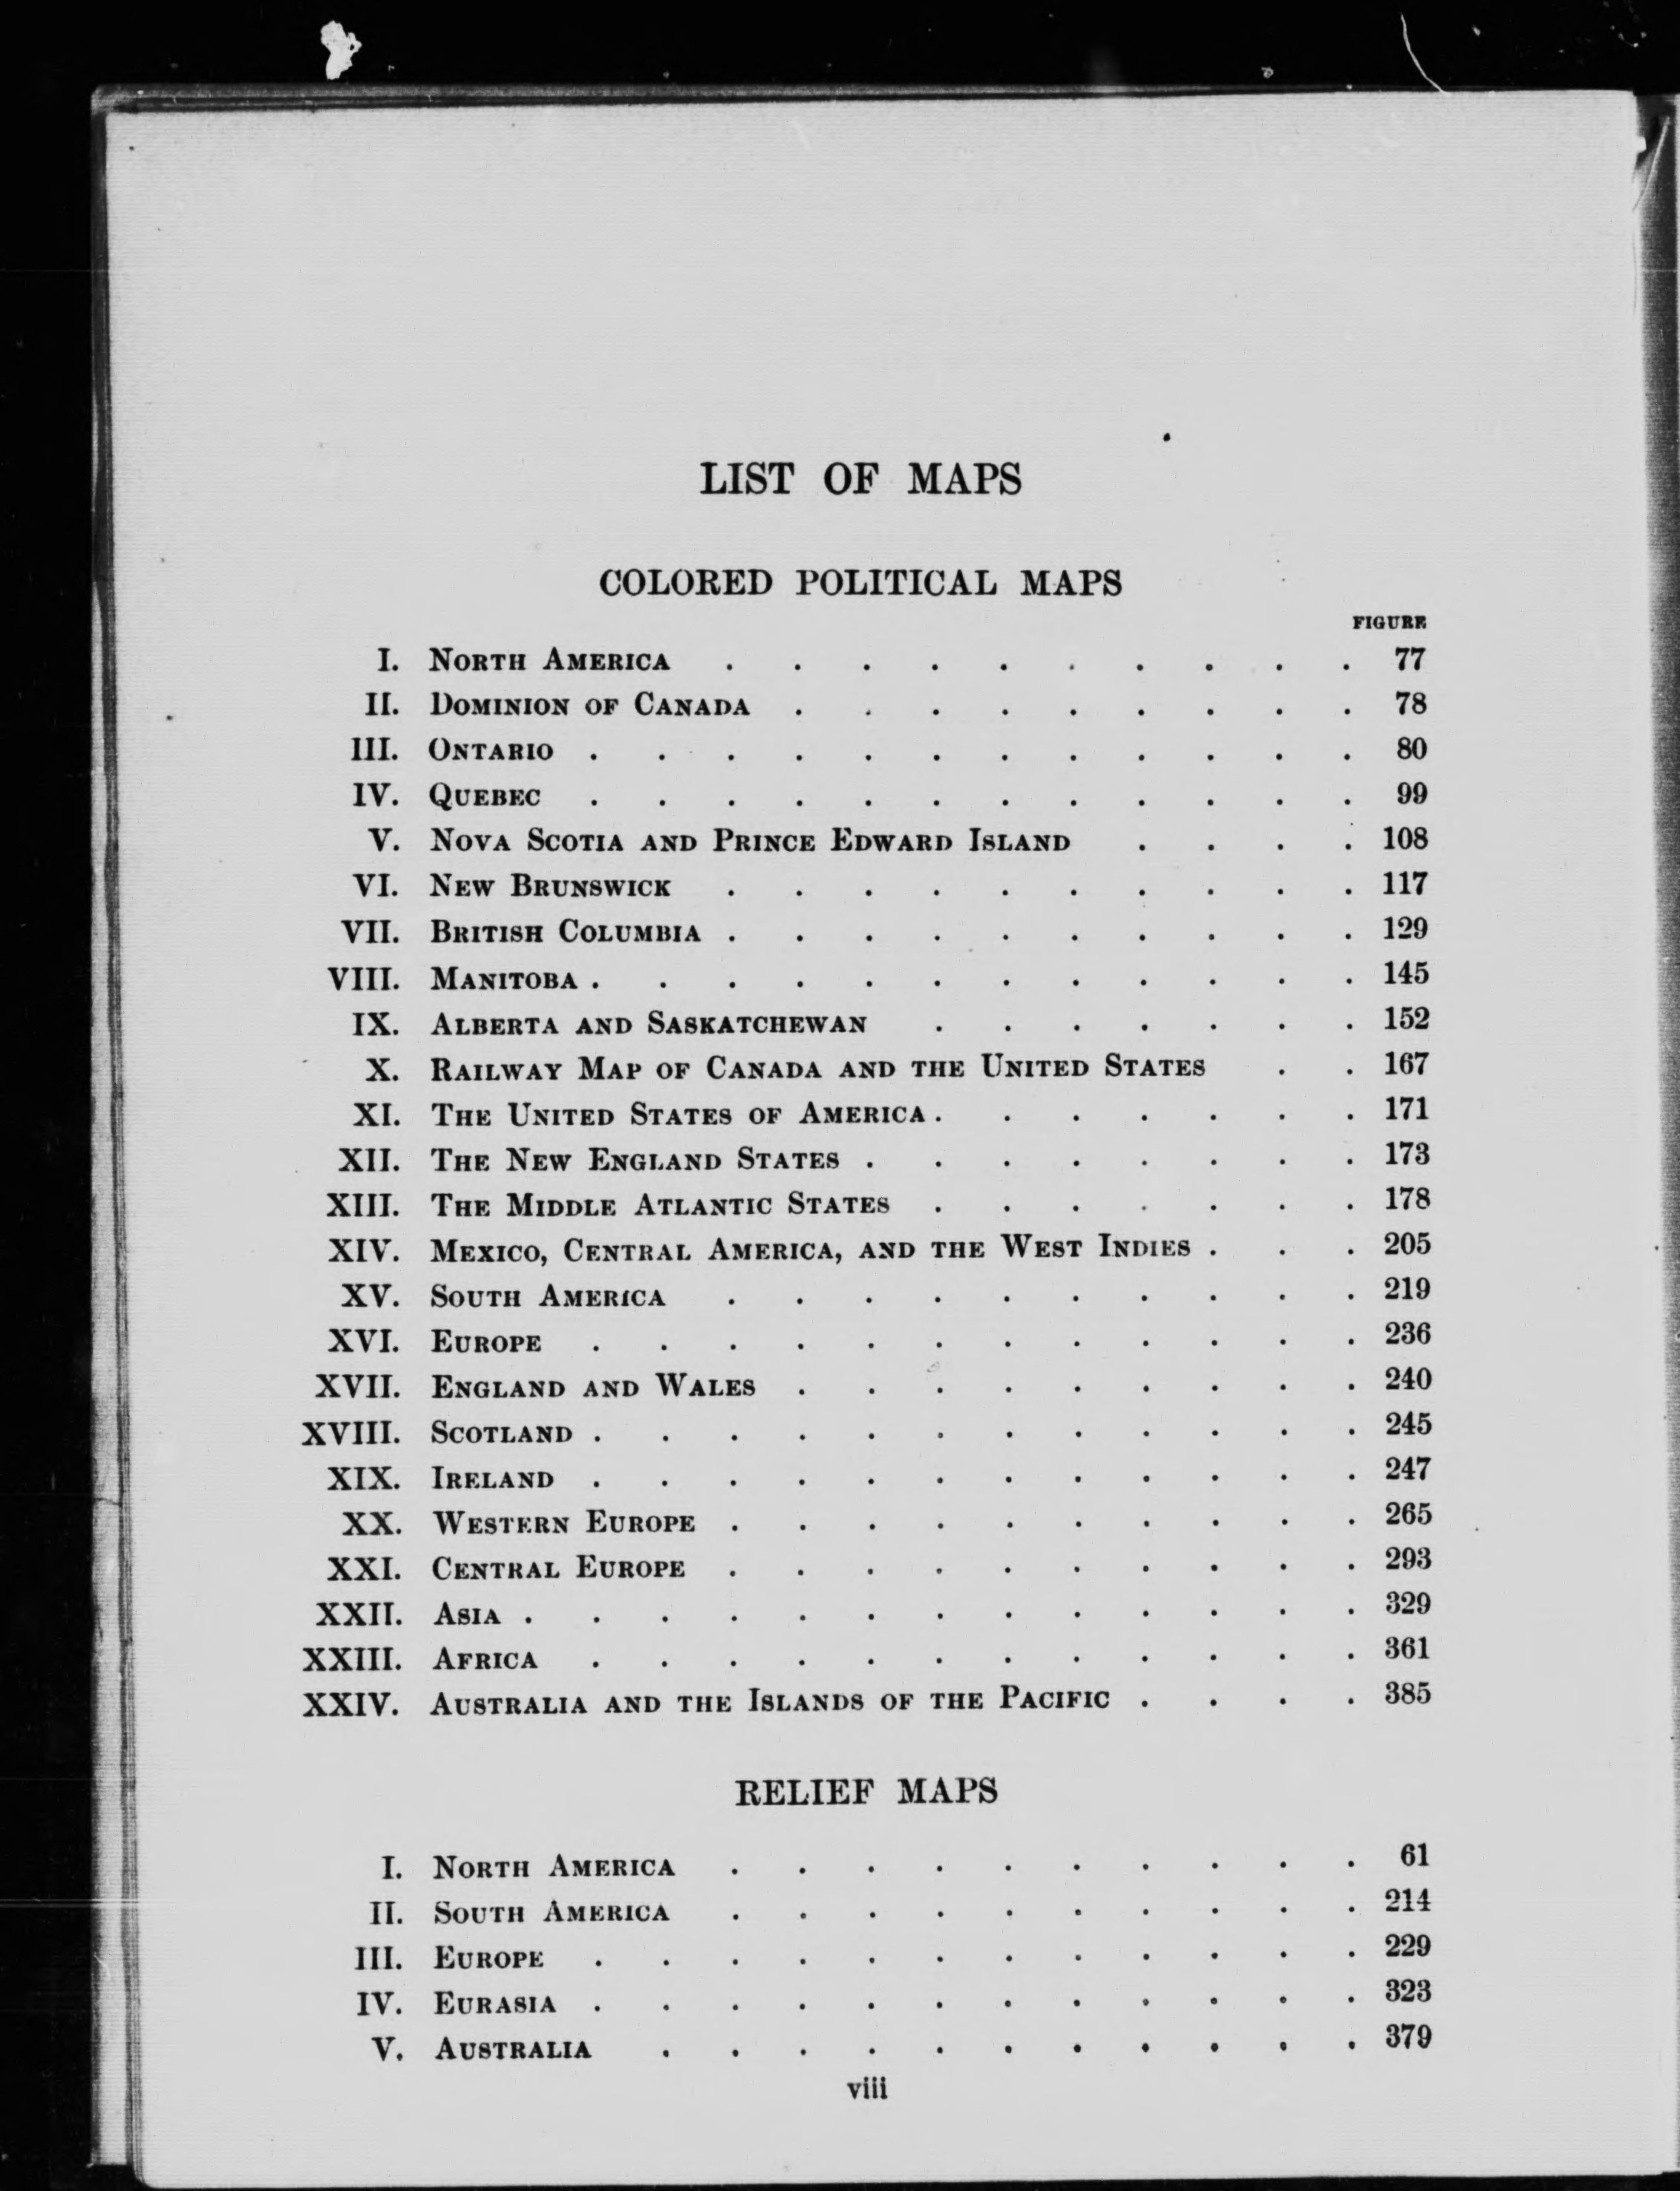 LIST OF MAPS
COLORED POLITICAL MAPS
FIGURE
I. NORTH AMERICA . . . . . . . . . . 77
II. DOMINION OF CANADA . . . . . . . . . 78
III. ONTARIO . . . . . . . . . . . . 80
IV. QUEBEC . . . . . . . . . . . . 99
V. NOVA SCOTIA AND PRINCE EDWARD ISLAND . . . . 108
VI. NEW BRUNSWICK . . . . . . . . . . 117
VII. BRITISH COLUMBIA . . . . . . . . . . 129
VIII. MANITOBA . . . . . . . . . . . . 145
IX. ALBERTA AND SASKATCHEWAN . . . . . . . 152
X. RAILWAY MAP OF CANADA AND THE UNITED STATES . . 167
XI. THE UNITED STATES OF AMERICA . . . . . . . 171
XII. THE NEW ENGLAND STATES . . . . . . . . 173
XIII. THE MIDDLE ATLANTIC STATES . . . . . . . 178
XIV. MEXICO, CENTRAL AMERICA, AND THE WEST INDIES . . . 205
XV. SOUTH AMERICA . . . . . . . . . . 219
XVI. EUROPE . . . . . . . . . . . . 236
XVII. ENGLAND AND WALES . . . . . . . . . 240
XVIII. SCOTLAND . . . . . . . . . . . . 245
XIX. IRELAND . . . . . . . . . . . . 247
XX. WESTERN EUROPE . . . . . . . . . . 265
XXI. CENTRAL EUROPE . . . . . . . . . . 293
XXII. ASIA . . . . . . . . . . . . . 329
XXIII. AFRICA . . . . . . . . . . . . 361
XXIV. AUSTRALIA AND THE ISLANDS OF THE PACIFIC . . . . 385
RELIEF MAPS
I. NORTH AMERICA . . . . . . . . . . 61
II. SOUTH AMERICA . . . . . . . . . . 214
III. EUROPE . . . . . . . . . . . . 229
IV. EURASIA . . . . . . . . . . . . 323
V. AUSTRALIA . . . . . . . . . . . 379
viii